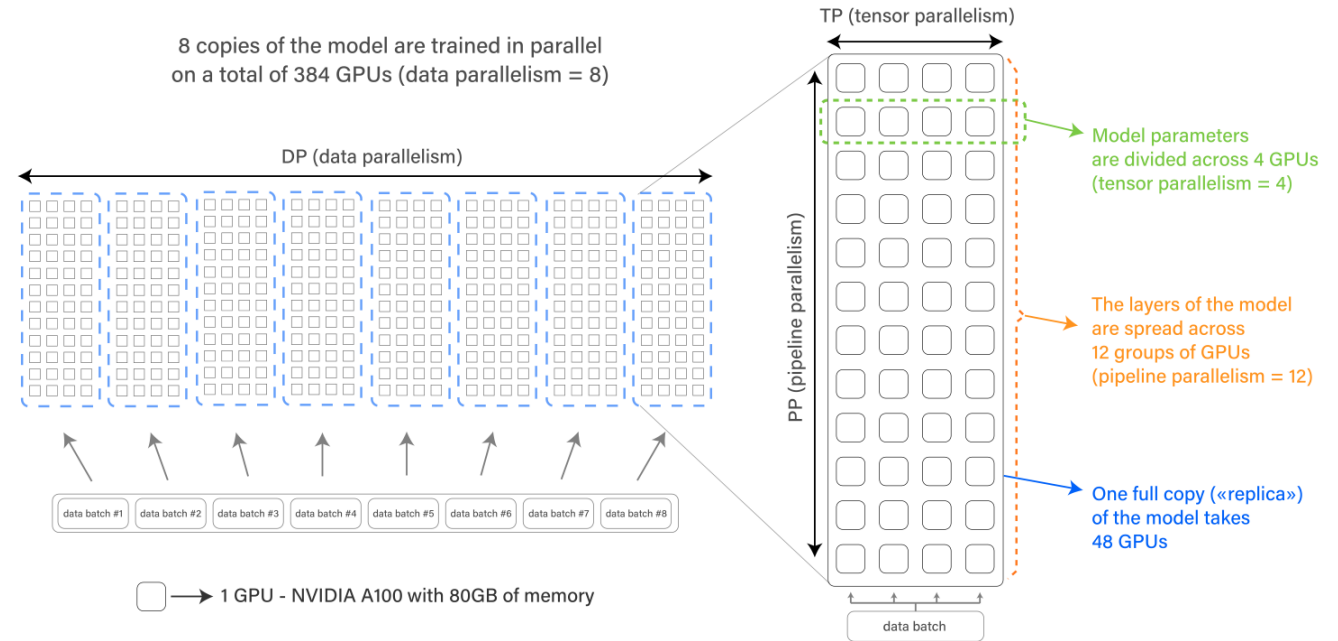 8 copies of the model are trained in parallel
on a total of 384 GPUs (data parallelism = 8)
DP (data parallelism)
data batch #1
data batch #2
data batch #3
data batch #4
data batch #5
data batch #6
data batch #7
data batch #8
1 GPU - NVIDIA A100 with 80GB of memory
TP (tensor parallelism)
PP (pipeline parallelism)
data batch
Model parameters
are divided across 4 GPUs
(tensor parallelism = 4)
The layers of the model
are spread across
12 groups of GPUs
(pipeline parallelism = 12)
One full copy («replica»)
of the model takes
48 GPUs